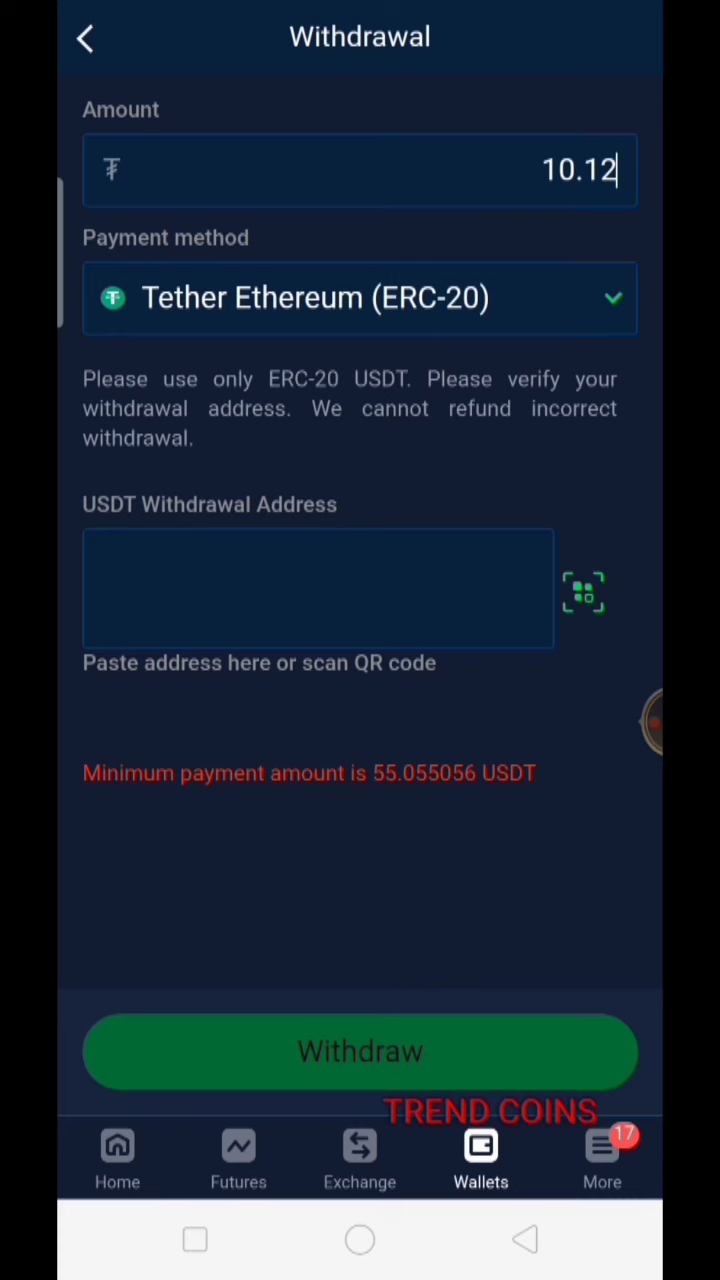 Withdrawal
Amount
₮
10.12
Payment method
Tether Ethereum (ERC-20)
Please use only ERC-20 USDT. Please verify your
withdrawal address. We cannot refund incorrect
withdrawal.
USDT Withdrawal Address
Paste address here or scan QR code
Minimum payment amount is 55.055056 USDT
Withdraw
TREND COINS
17
Home
Futures
Exchange
Wallets
More